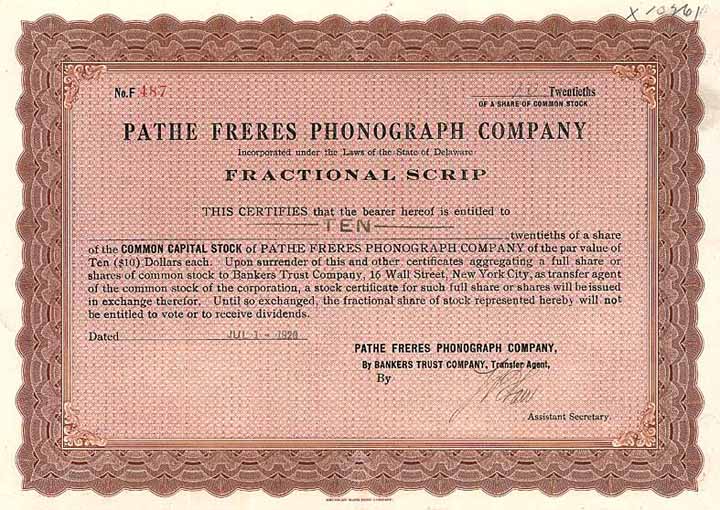 X 10261
No. F 487
10 Twentieths
OF A SHARE OF COMMON STOCK
PATHE FRERES PHONOGRAPH COMPANY
Incorporated under the Laws of the State of Delaware
FRACTIONAL SCRIP
THIS CERTIFIES that the bearer hereof is entitled to
TEN
twentieths of a share
of the COMMON CAPITAL STOCK of PATHE FRERES PHONOGRAPH COMPANY of the par value of
Ten ($10) Dollars each. Upon surrender of this and other certificates aggregating a full share or
shares of common stock to Bankers Trust Company, 16 Wall Street, New York City, as transfer agent
of the common stock of the corporation, a stock certificate for such full share or shares will be issued
in exchange therefor. Until so exchanged, the fractional share of stock represented hereby will not
be entitled to vote or to receive dividends.
Dated JUL 1 - 1920
PATHE FRERES PHONOGRAPH COMPANY,
By BANKERS TRUST COMPANY, Transfer Agent,
By
Assistant Secretary.
AMERICAN BANK NOTE COMPANY.